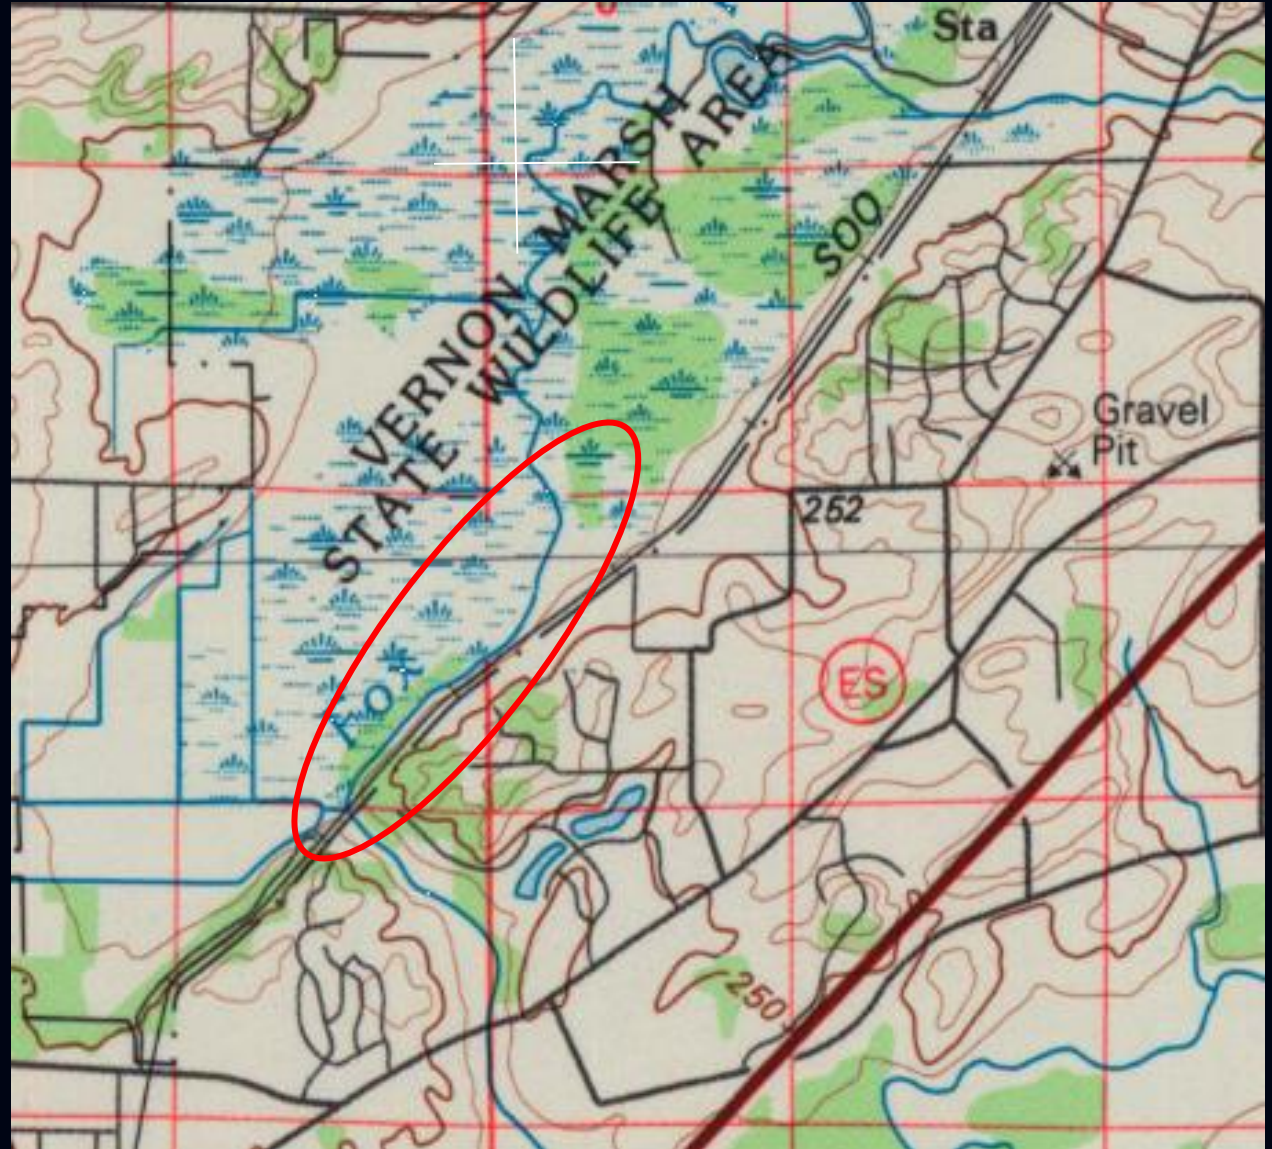 Sta
VERNON MARSH
STATE WILDLIFE AREA
SOO
Gravel
Pit
252
ES
Fox
250